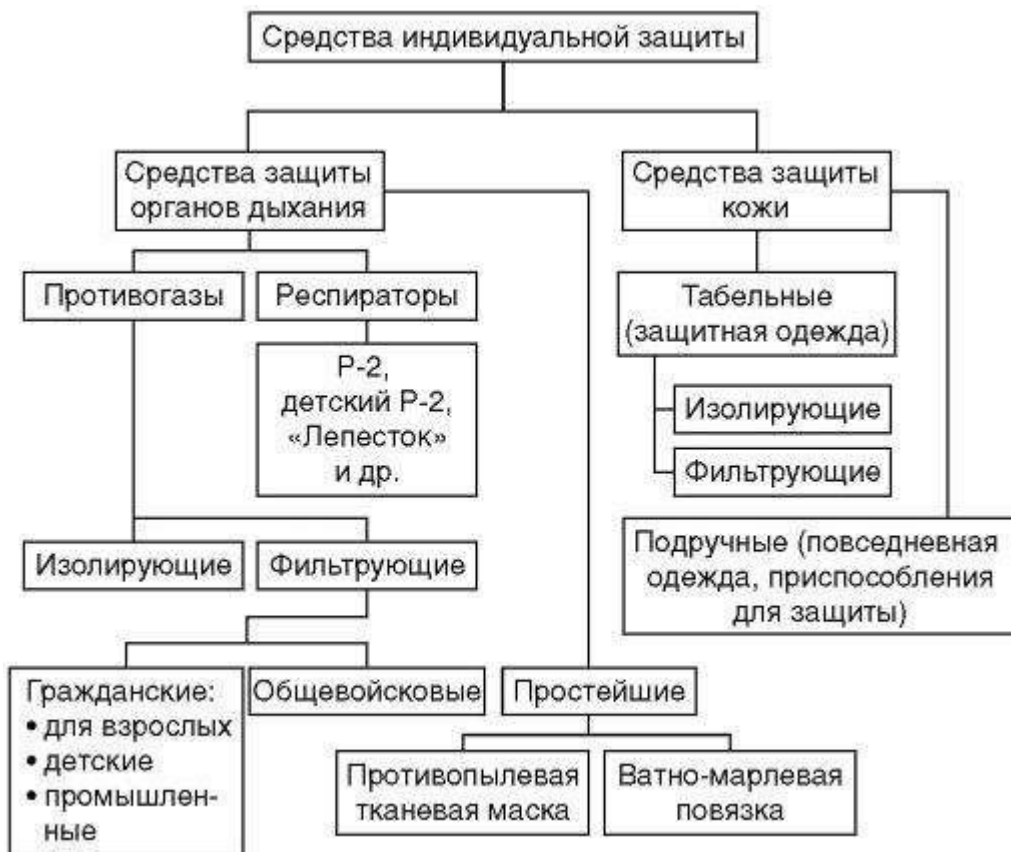 Средства индивидуальной защиты
Средства защиты
органов дыхания
Средства защиты
кожи
Противогазы
Респираторы
Табельные
(защитная одежда)
Р-2,
детский Р-2,
«Лепесток»
и др.
Изолирующие
Фильтрующие
Изолирующие
Фильтрующие
Подручные (повседневная
одежда, приспособления
для защиты)
Гражданские:
• для взрослых
• детские
• промышлен-
ные
Общевойсковые
Простейшие
Противопылевая
тканевая маска
Ватно-марлевая
повязка